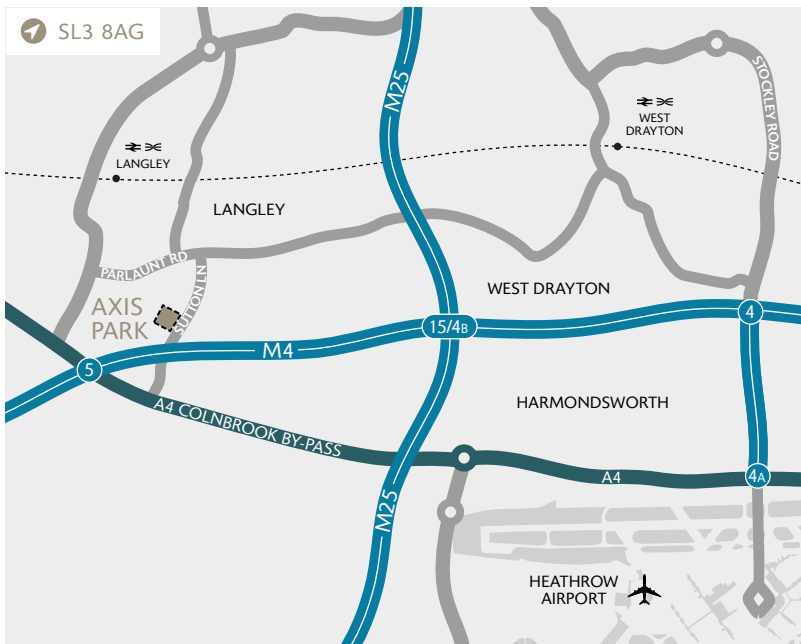 SL3 8AG
M25
STOCKLEY ROAD
WEST
DRAYTON
LANGLEY
LANGLEY
PARLAUNT RD
SUTTON LN
AXIS
PARK
WEST DRAYTON
4
15/4B
M4
5
HARMONDSWORTH
A4 COLNBROOK BY-PASS
A4
4A
M25
HEATHROW
AIRPORT